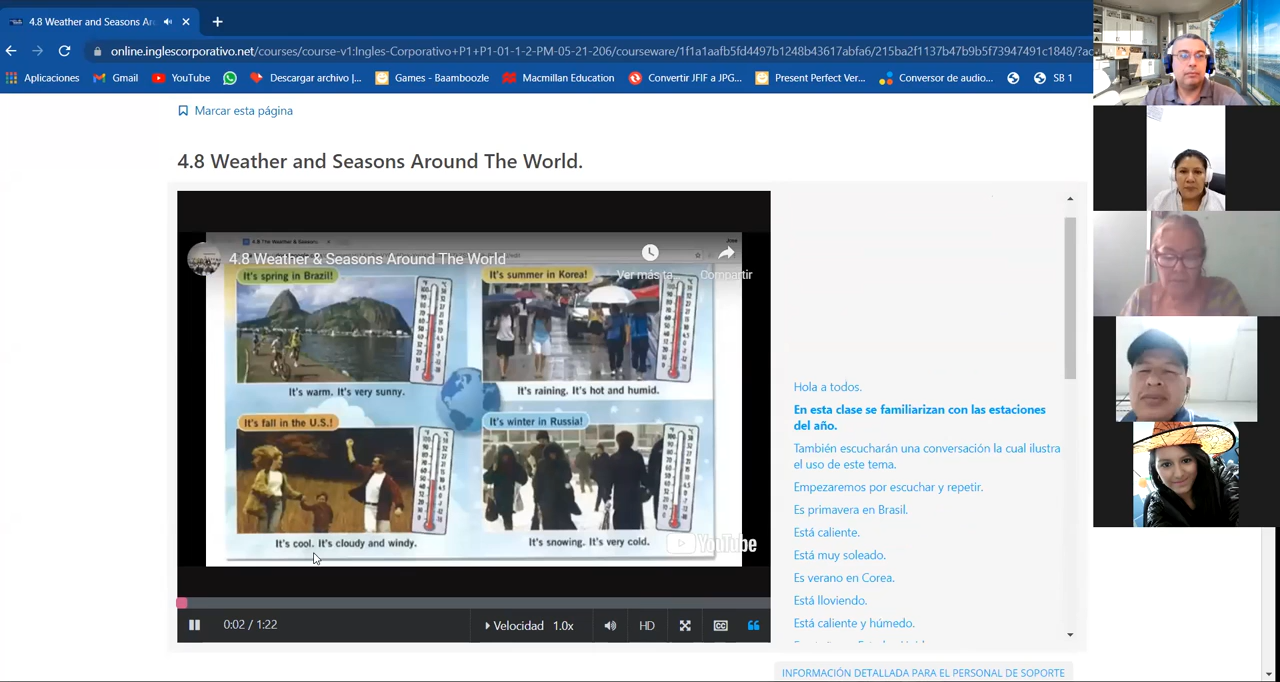 4.8 Weather and Seasons Ar
online.inglescorporativo.net/courses/course-v1:Ingles-Corporativo+P1+P1-01-1-2-PM-05-21-206/courseware/1f1a1aafb5fd4497b1248b43617abfa6/215ba2f1137b47b9b5f73947491c1848/?ac
Aplicaciones Gmail YouTube Descargar archivo |... Games - Baamboozle Macmillan Education Convertir JFIF a JPG... Present Perfect Ver... Conversor de audio... SB 1
Marcar esta página
4.8 Weather and Seasons Around The World.
4.8 Weather & Seasons Around The World
Ver más ta Compartir
It's spring in Brazil! It's summer in Korea!
It's warm. It's very sunny. It's raining. It's hot and humid.
It's fall in the U.S.! It's winter in Russia!
It's cool. It's cloudy and windy. It's snowing. It's very cold.
YouTube
0:02 / 1:22 Velocidad 1.0x HD
Hola a todos.
En esta clase se familiarizan con las estaciones
del año.
También escucharán una conversación la cual ilustra
el uso de este tema.
Empezaremos por escuchar y repetir.
Es primavera en Brasil.
Está caliente.
Está muy soleado.
Es verano en Corea.
Está lloviendo.
Está caliente y húmedo.
INFORMACIÓN DETALLADA PARA EL PERSONAL DE SOPORTE